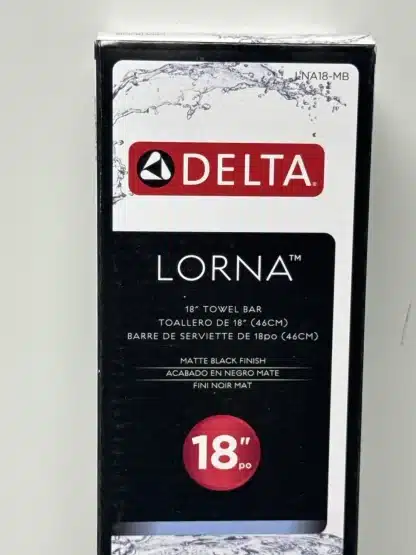 LNA18-MB
DELTA®
LORNA™
18" TOWEL BAR
TOALLERO DE 18" (46CM)
BARRE DE SERVIETTE DE 18po (46CM)
MATTE BLACK FINISH
ACABADO EN NEGRO MATE
FINI NOIR MAT
18"
po